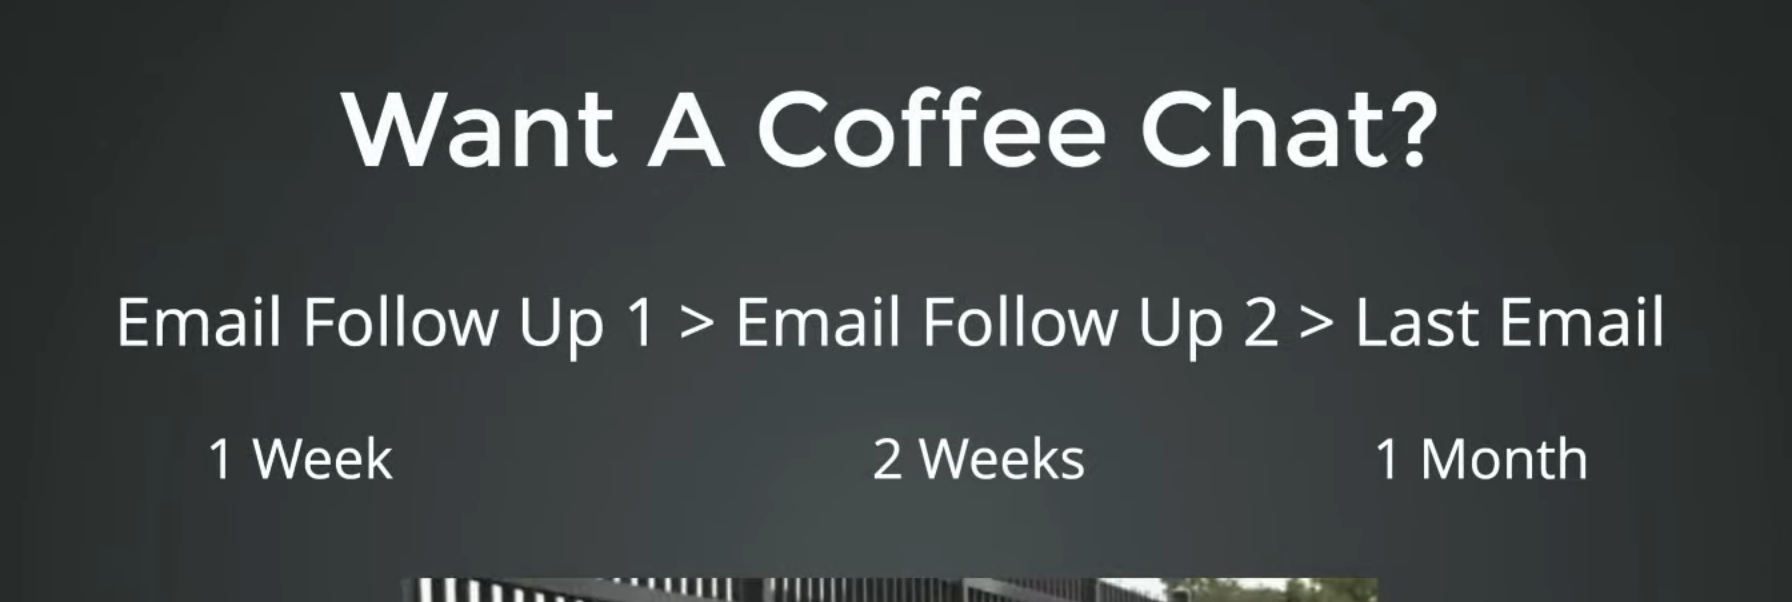 Want A Coffee Chat?
Email Follow Up 1 > Email Follow Up 2 > Last Email
1 Week 2 Weeks 1 Month